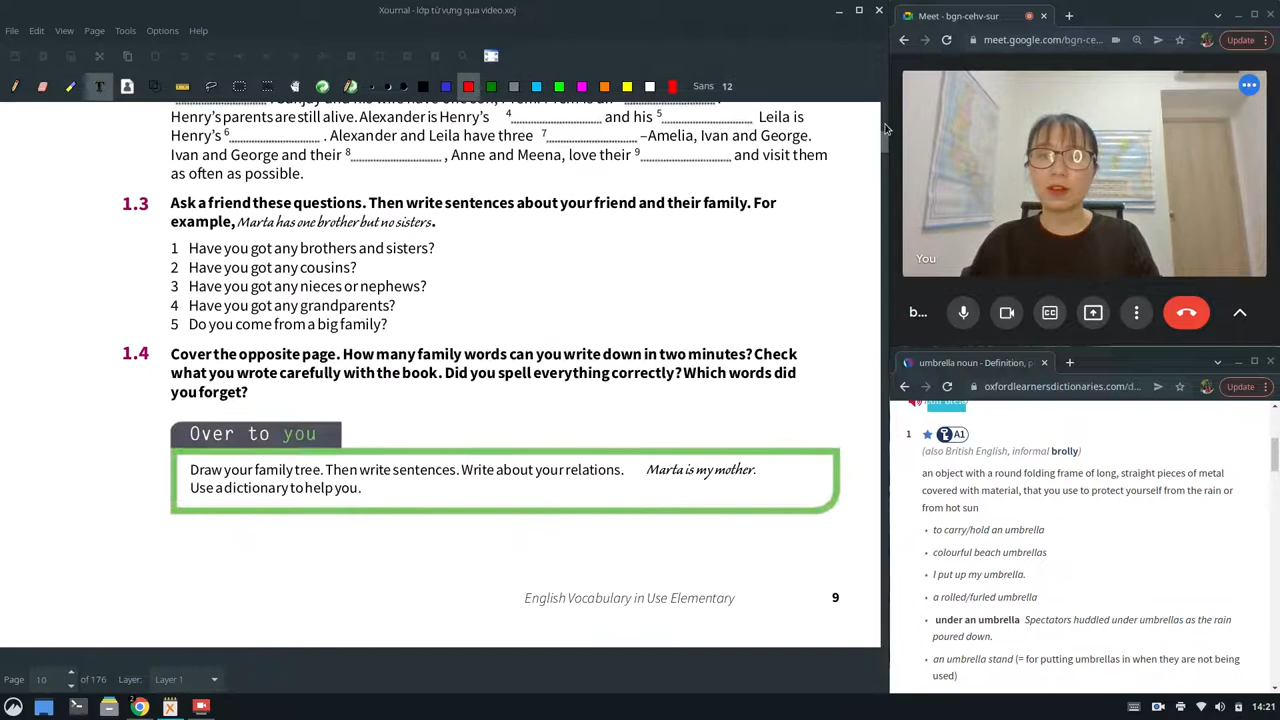 Xournal - lớp từ vựng qua video.xoj
File Edit View Page Tools Options Help
Sans 12
Henry's parents are still alive. Alexander is Henry's 4 and his 5 Leila is
Henry's 6 . Alexander and Leila have three 7 –Amelia, Ivan and George.
Ivan and George and their 8 , Anne and Meena, love their 9 and visit them
as often as possible.
1.3 Ask a friend these questions. Then write sentences about your friend and their family. For
example, Marta has one brother but no sisters.
1 Have you got any brothers and sisters?
2 Have you got any cousins?
3 Have you got any nieces or nephews?
4 Have you got any grandparents?
5 Do you come from a big family?
1.4 Cover the opposite page. How many family words can you write down in two minutes? Check
what you wrote carefully with the book. Did you spell everything correctly? Which words did
you forget?
Over to you
Draw your family tree. Then write sentences. Write about your relations. Marta is my mother.
Use a dictionary to help you.
English Vocabulary in Use Elementary 9
Page 10 of 176 Layer: Layer 1
Meet - bgn-cehv-sur
meet.google.com/bgn-ce... Update
You
b...
umbrella noun - Definition, p
oxfordlearnersdictionaries.com/d... Update
1 A1
(also British English, informal brolly)
an object with a round folding frame of long, straight pieces of metal
covered with material, that you use to protect yourself from the rain or
from hot sun
• to carry/hold an umbrella
• colourful beach umbrellas
• I put up my umbrella.
• a rolled/furled umbrella
• under an umbrella Spectators huddled under umbrellas as the rain
poured down.
• an umbrella stand (= for putting umbrellas in when they are not being
used)
2
14:21